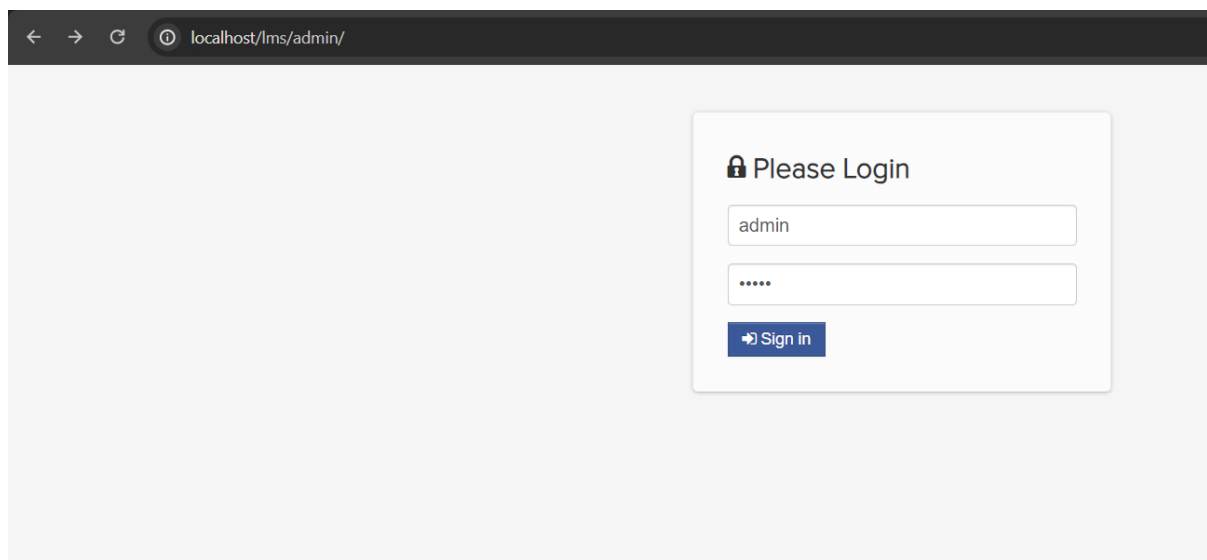 localhost/lms/admin/
Please Login
admin
•••••
Sign in